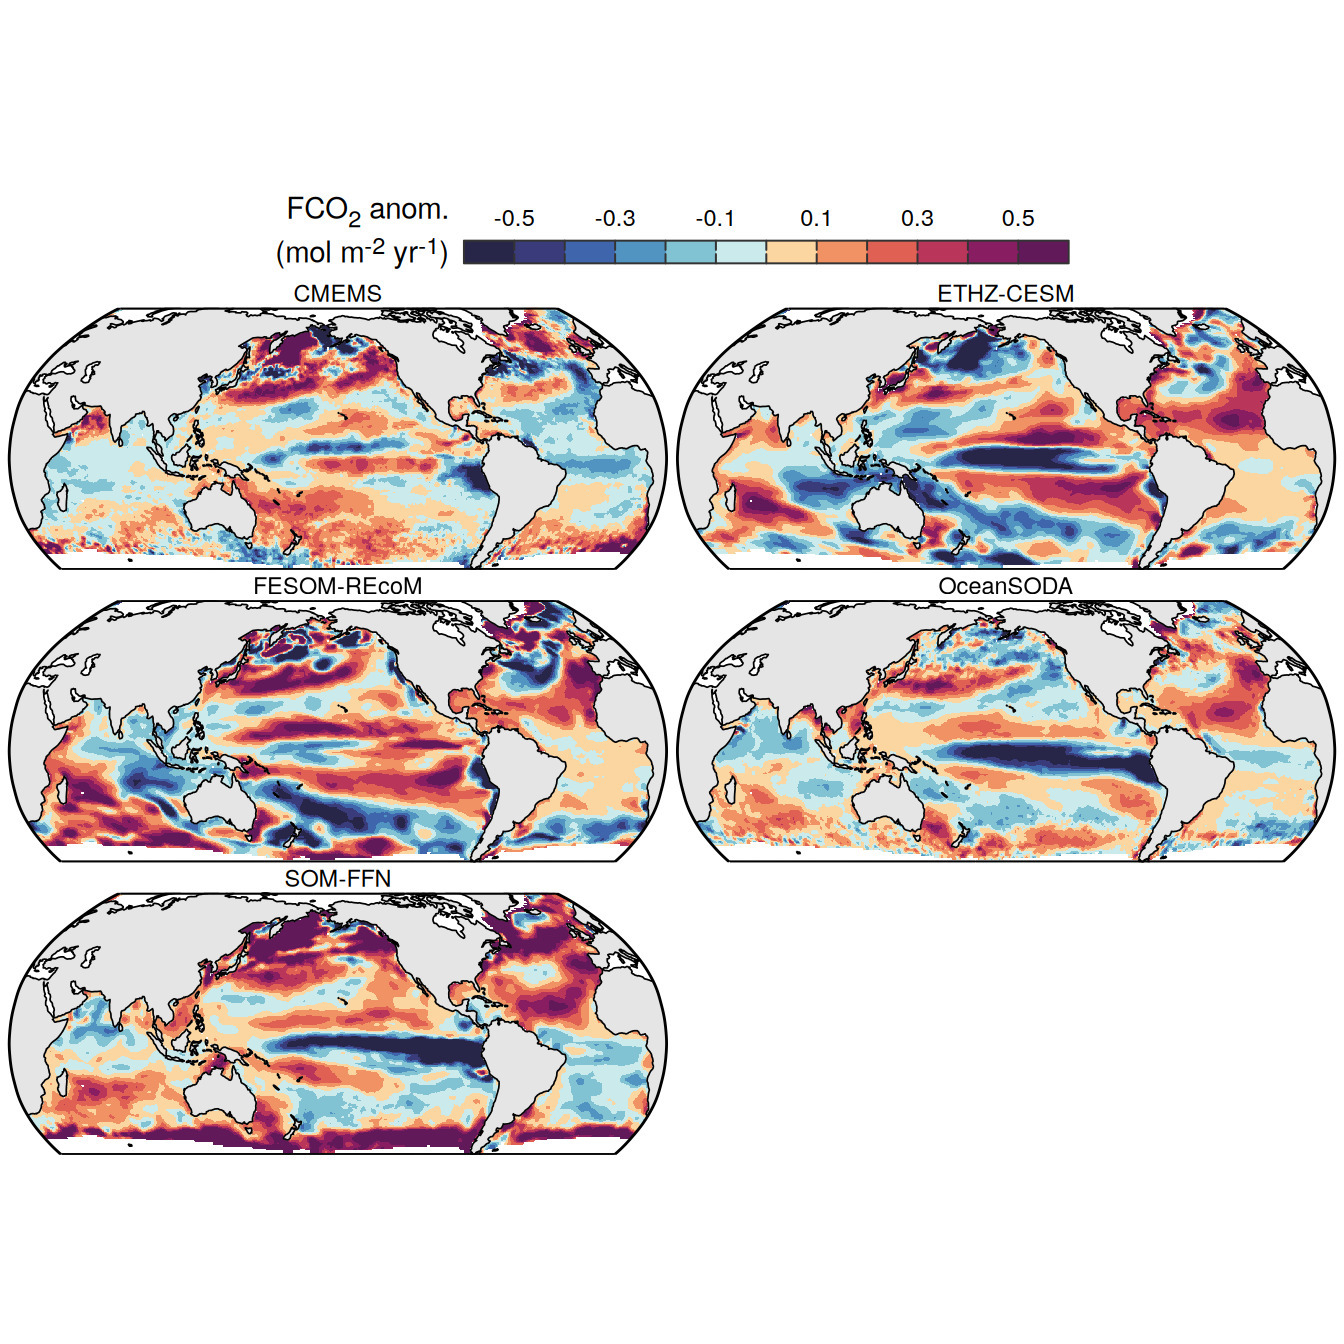 FCO₂ anom.
(mol m⁻² yr⁻¹)
-0.5 -0.3 -0.1 0.1 0.3 0.5
CMEMS ETHZ-CESM
FESOM-REcoM OceanSODA
SOM-FFN